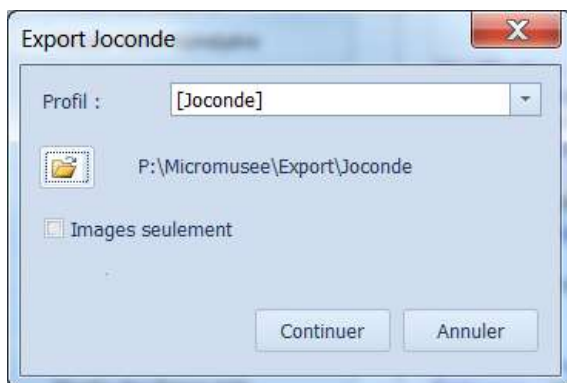 Export Joconde
Profil : [Joconde]
P:\Micromusee\Export\Joconde
Images seulement
Continuer Annuler